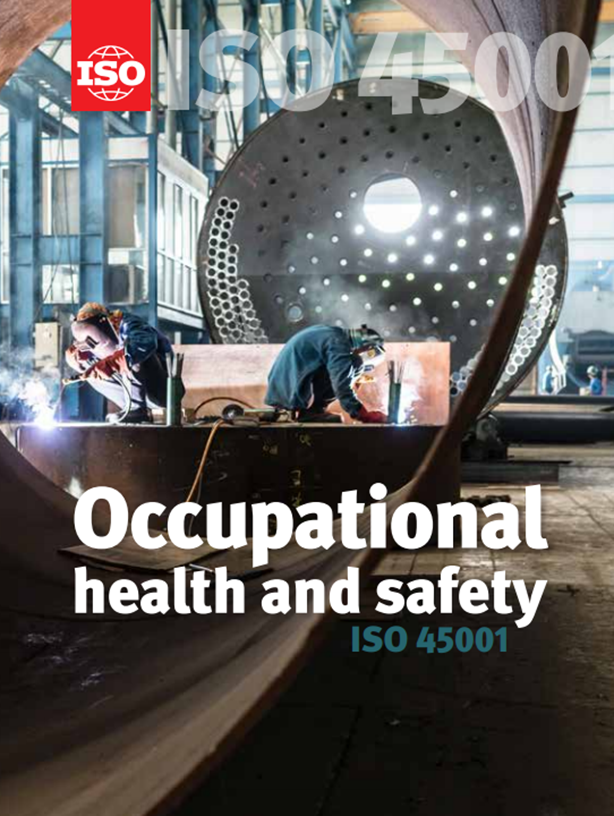 ISO
ISO 45001
Occupational
health and safety
ISO 45001